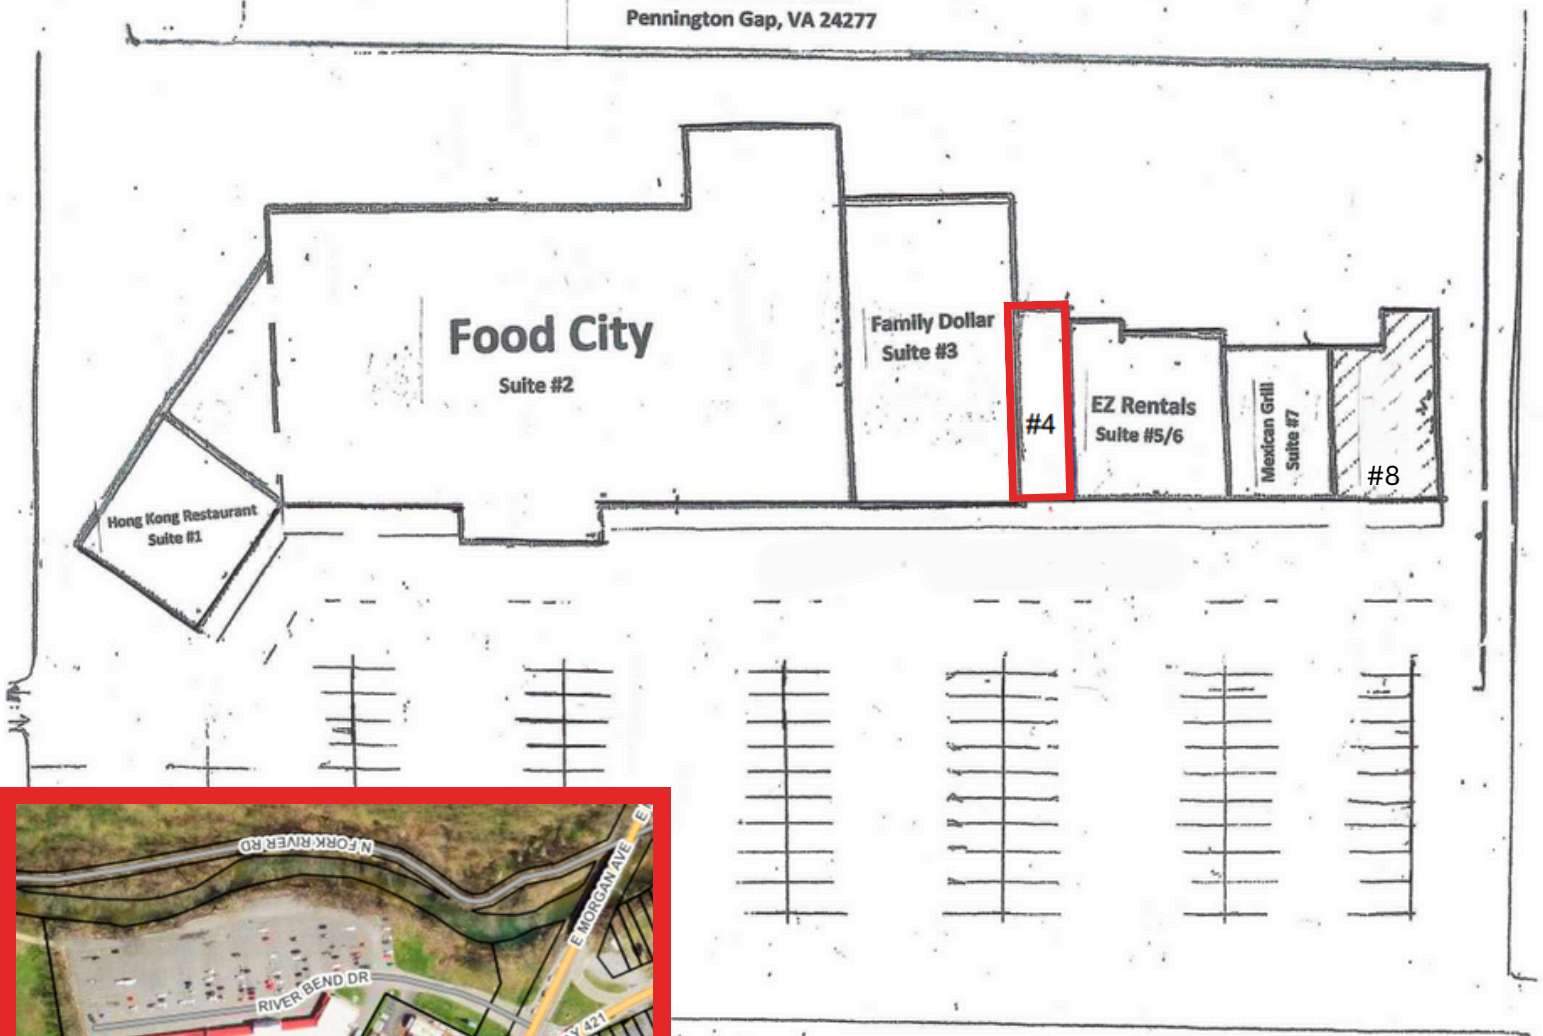 Pennington Gap, VA 24277
Food City
Suite #2
Family Dollar
Suite #3
#4
EZ Rentals
Suite #5/6
Mexican Grill
Suite #7
#8
Hong Kong Restaurant
Suite #1
N FORK RIVER RD
E MORGAN AVE
RIVER BEND DR
421